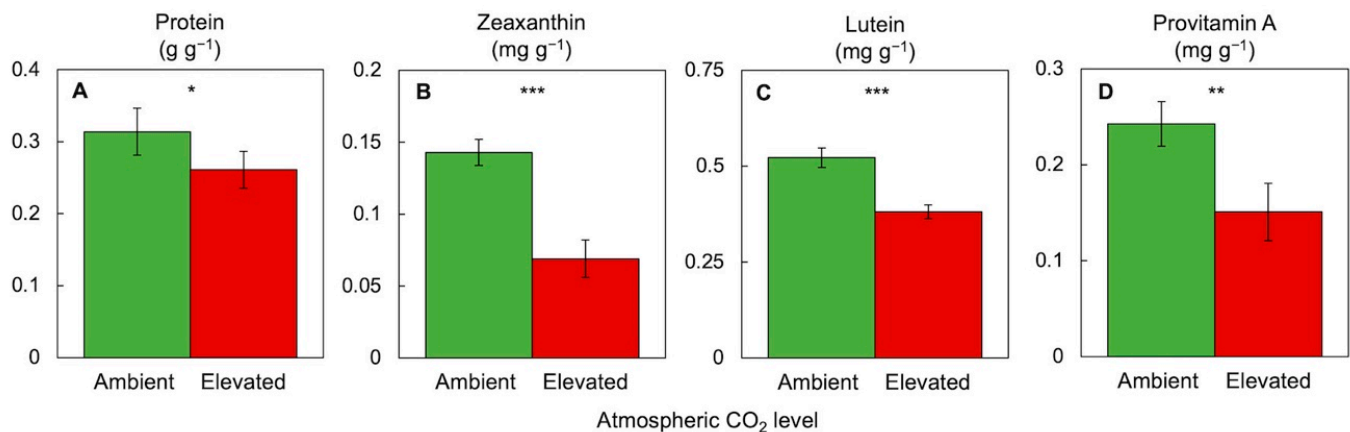 Protein
(g g⁻¹)
Zeaxanthin
(mg g⁻¹)
Lutein
(mg g⁻¹)
Provitamin A
(mg g⁻¹)
0.4
0.3
0.2
0.1
0
A
*
Ambient
Elevated
0.2
0.15
0.1
0.05
0
B
***
Ambient
Elevated
0.75
0.5
0.25
0
C
***
Ambient
Elevated
0.3
0.2
0.1
0
D
**
Ambient
Elevated
Atmospheric CO₂ level